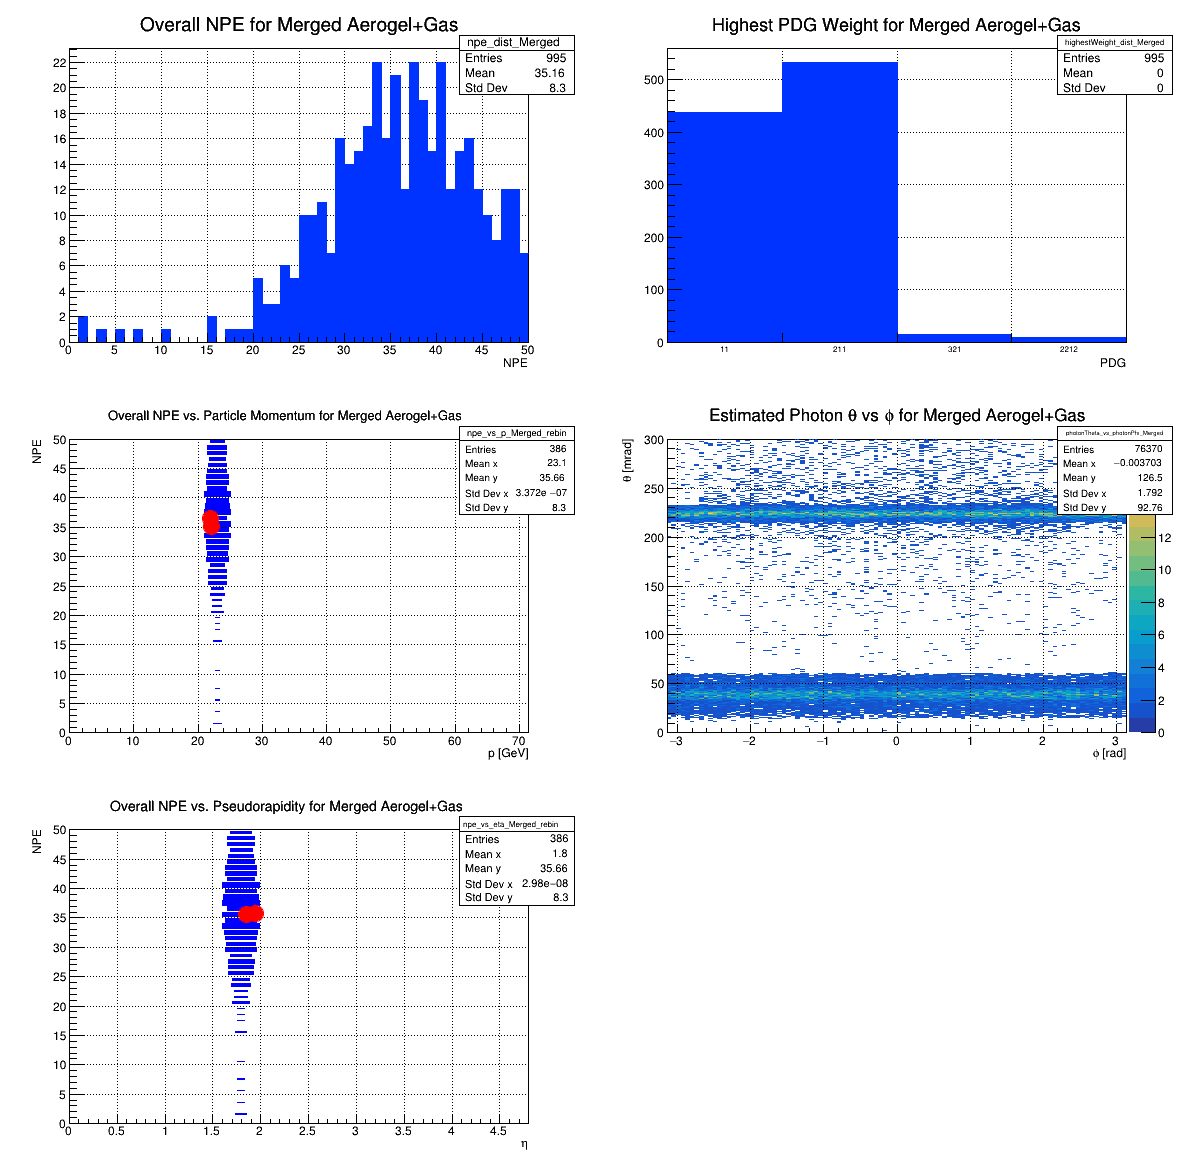 Overall NPE for Merged Aerogel+Gas
npe_dist_Merged
Entries 995
Mean 35.16
Std Dev 8.3
22
20
18
16
14
12
10
8
6
4
2
0
0 5 10 15 20 25 30 35 40 45 50
NPE
Highest PDG Weight for Merged Aerogel+Gas
highestWeight_dist_Merged
Entries 995
Mean 0
Std Dev 0
500
400
300
200
100
0
11 211 321 2212
PDG
Overall NPE vs. Particle Momentum for Merged Aerogel+Gas
NPE
npe_vs_p_Merged_rebin
Entries 386
Mean x 23.1
Mean y 35.66
Std Dev x 3.372e −07
Std Dev y 8.3
50
45
40
35
30
25
20
15
10
5
0
0 10 20 30 40 50 60 70
p [GeV]
Estimated Photon θ vs ϕ for Merged Aerogel+Gas
θ [mrad]
photonTheta_vs_photonPhi_Merged
Entries 76370
Mean x −0.003703
Mean y 126.5
Std Dev x 1.792
Std Dev y 92.76
300
250
200
150
100
50
0
−3 −2 −1 0 1 2 3
ϕ [rad]
12
10
8
6
4
2
0
Overall NPE vs. Pseudorapidity for Merged Aerogel+Gas
NPE
npe_vs_eta_Merged_rebin
Entries 386
Mean x 1.8
Mean y 35.66
Std Dev x 2.98e−08
Std Dev y 8.3
50
45
40
35
30
25
20
15
10
5
0
0 0.5 1 1.5 2 2.5 3 3.5 4 4.5
η